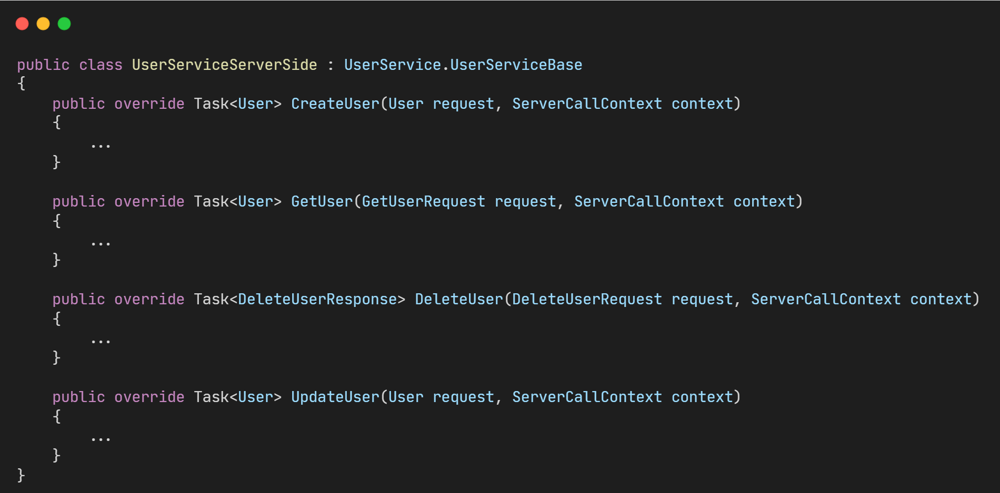 public class UserServiceServerSide : UserService.UserServiceBase
{
    public override Task<User> CreateUser(User request, ServerCallContext context)
    {
        ...
    }

    public override Task<User> GetUser(GetUserRequest request, ServerCallContext context)
    {
        ...
    }

    public override Task<DeleteUserResponse> DeleteUser(DeleteUserRequest request, ServerCallContext context)
    {
        ...
    }

    public override Task<User> UpdateUser(User request, ServerCallContext context)
    {
        ...
    }
}